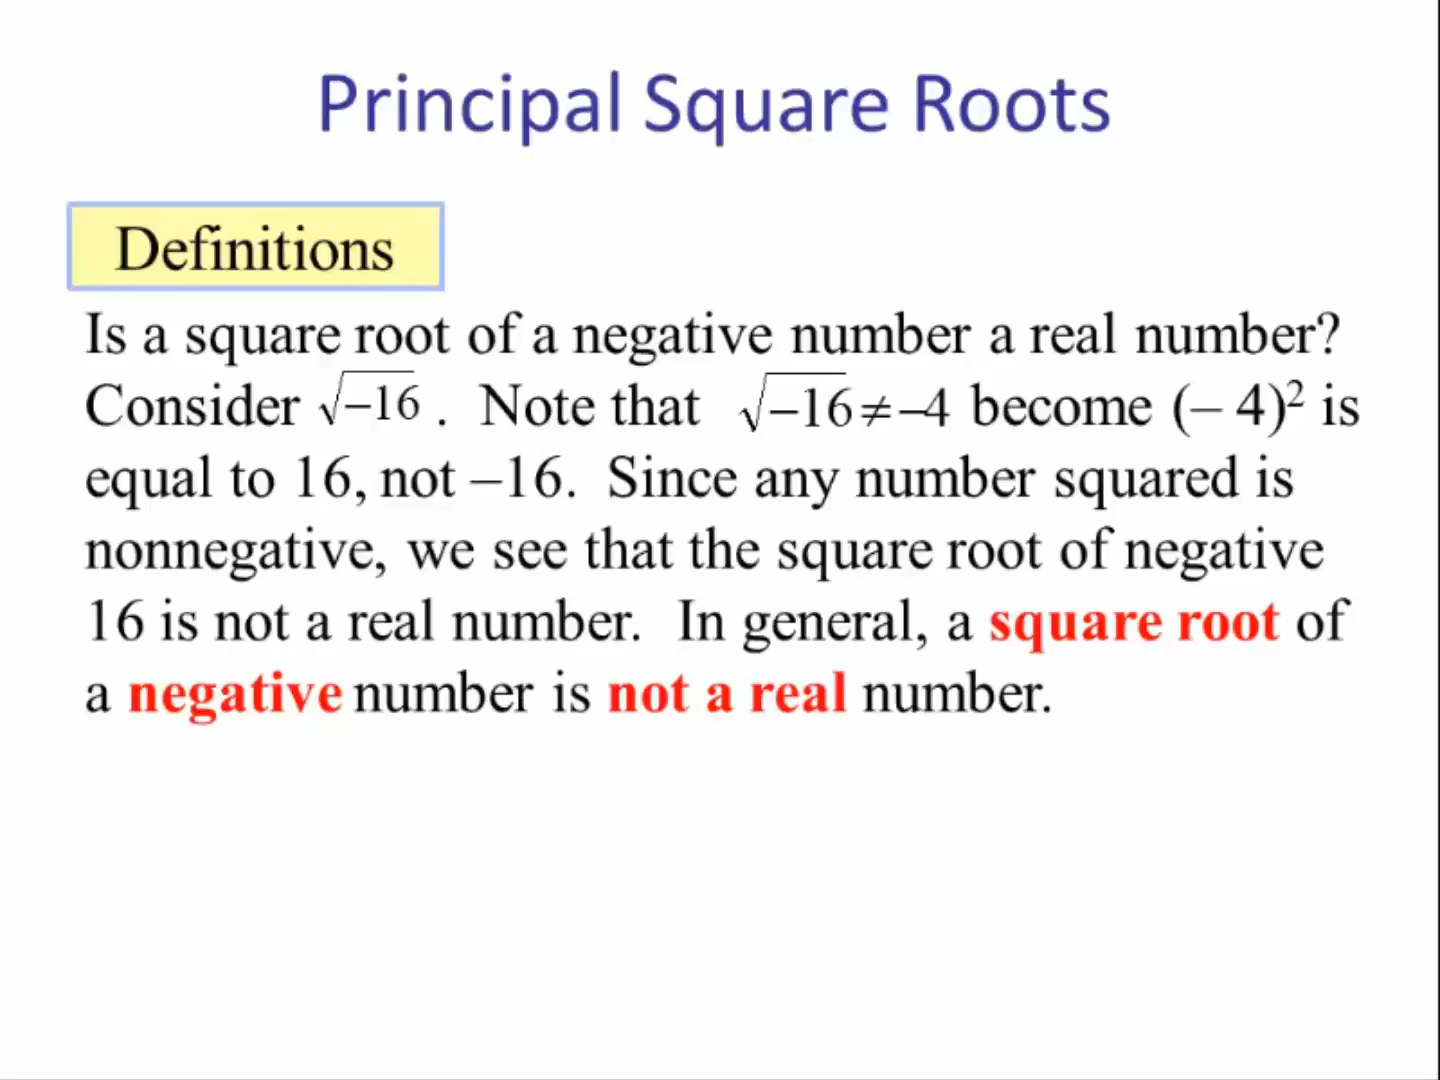 Principal Square Roots
Definitions
Is a square root of a negative number a real number?
Consider √−16 . Note that √−16 ≠ −4 become (– 4)² is
equal to 16, not –16. Since any number squared is
nonnegative, we see that the square root of negative
16 is not a real number. In general, a square root of
a negative number is not a real number.